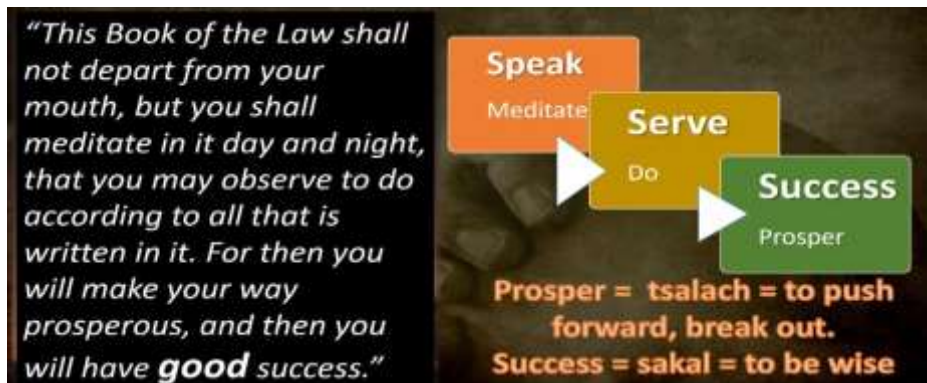 “This Book of the Law shall
not depart from your
mouth, but you shall
meditate in it day and night,
that you may observe to do
according to all that is
written in it. For then you
will make your way
prosperous, and then you
will have good success.”
Speak
Meditate
Serve
Do
Success
Prosper
Prosper = tsalach = to push
forward, break out.
Success = sakal = to be wise